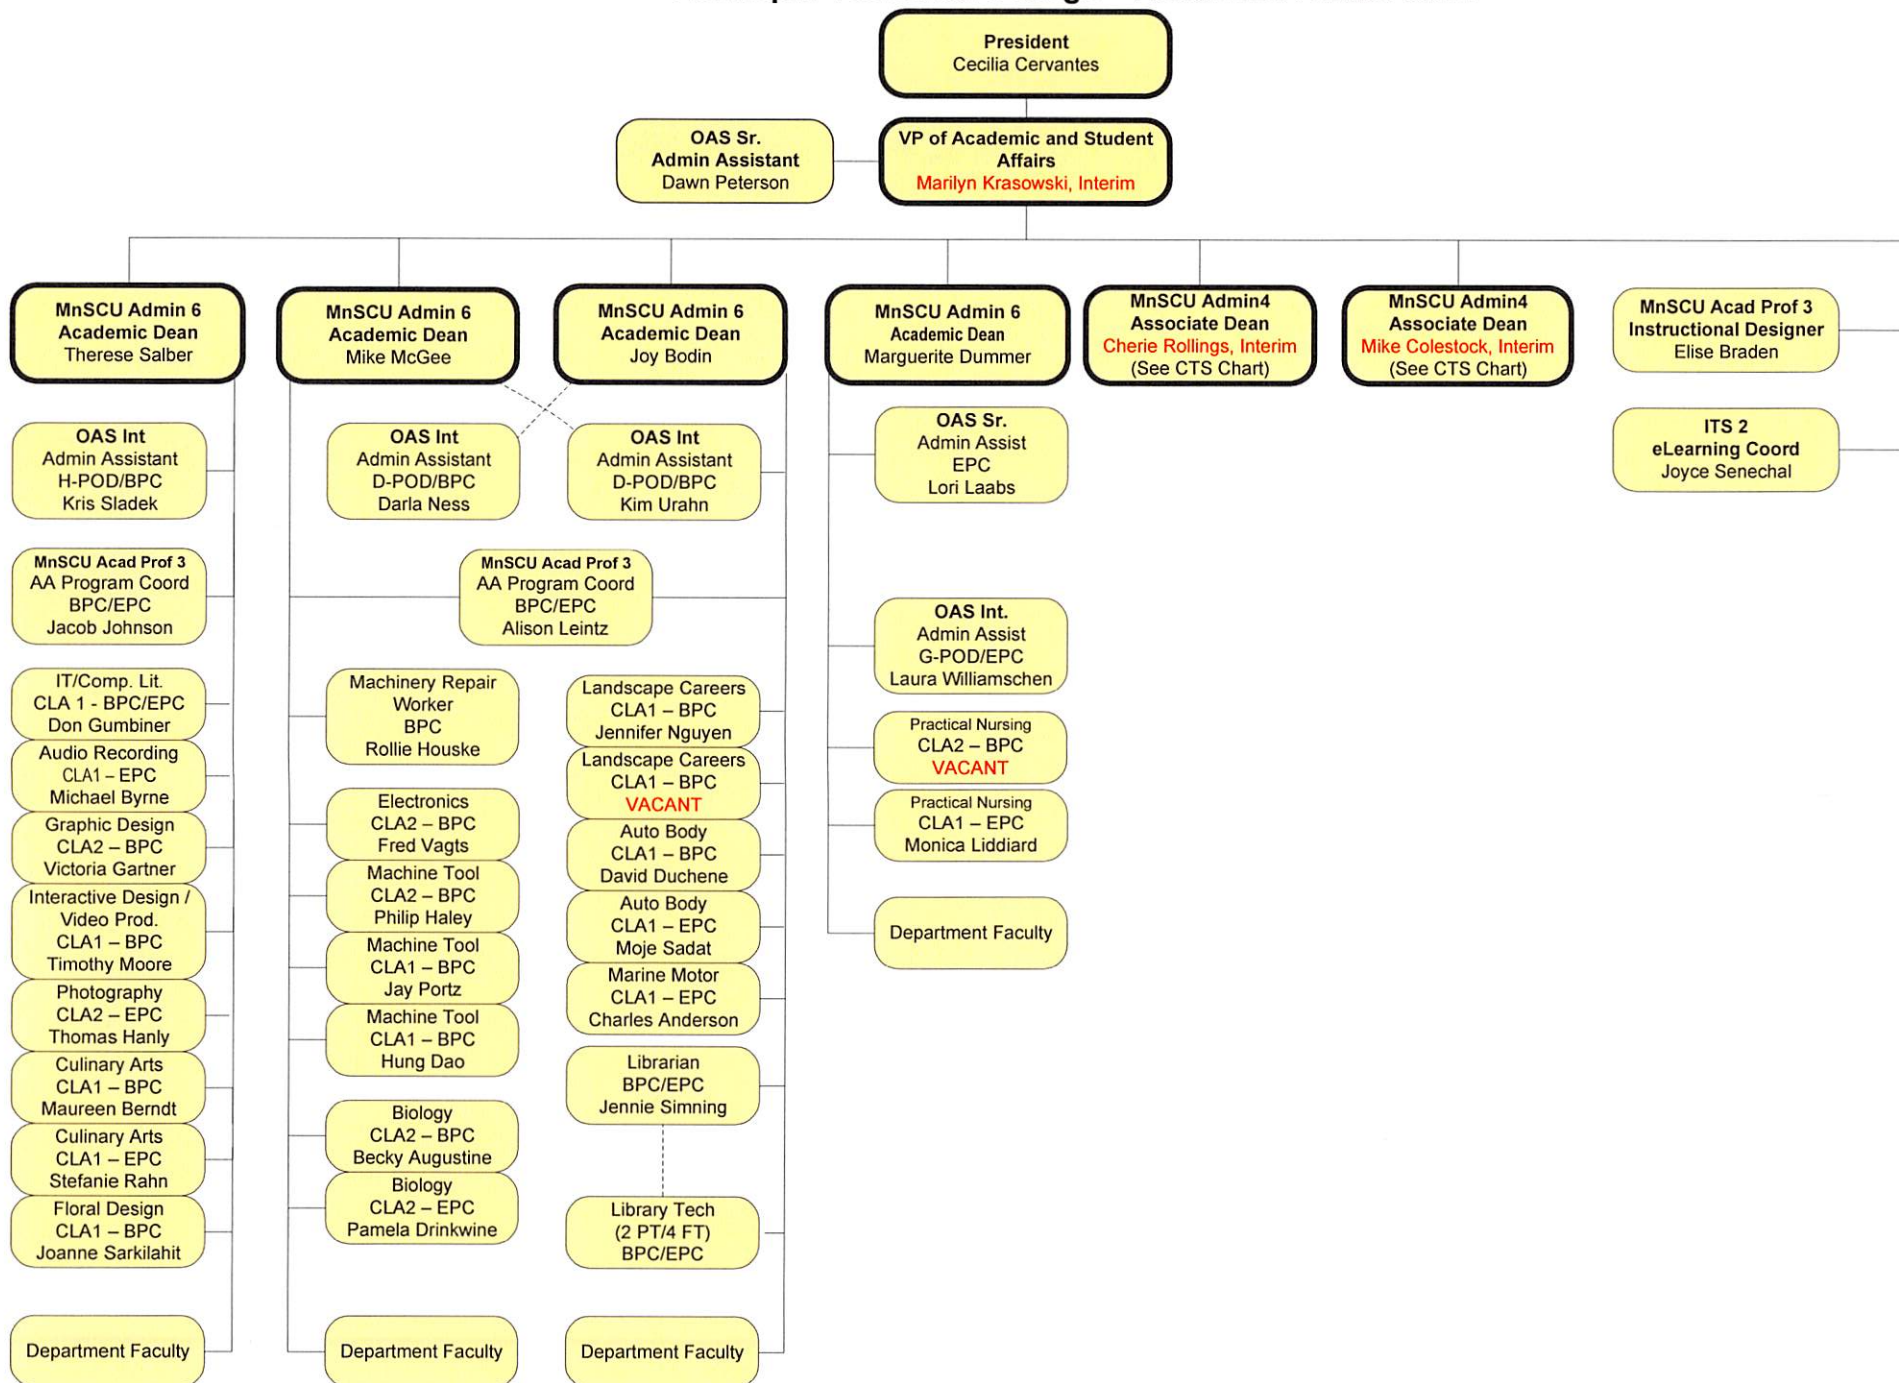 President
Cecilia Cervantes
OAS Sr.
Admin Assistant
Dawn Peterson
VP of Academic and Student
Affairs
Marilyn Krasowski, Interim
MnSCU Admin 6
Academic Dean
Therese Salber
MnSCU Admin 6
Academic Dean
Mike McGee
MnSCU Admin 6
Academic Dean
Joy Bodin
MnSCU Admin 6
Academic Dean
Marguerite Dummer
MnSCU Admin4
Associate Dean
Cherie Rollings, Interim
(See CTS Chart)
MnSCU Admin4
Associate Dean
Mike Colestock, Interim
(See CTS Chart)
MnSCU Acad Prof 3
Instructional Designer
Elise Braden
ITS 2
eLearning Coord
Joyce Senechal
OAS Int
Admin Assistant
H-POD/BPC
Kris Sladek
MnSCU Acad Prof 3
AA Program Coord
BPC/EPC
Jacob Johnson
IT/Comp. Lit.
CLA 1 - BPC/EPC
Don Gumbiner
Audio Recording
CLA1 – EPC
Michael Byrne
Graphic Design
CLA2 – BPC
Victoria Gartner
Interactive Design /
Video Prod.
CLA1 – BPC
Timothy Moore
Photography
CLA2 – EPC
Thomas Hanly
Culinary Arts
CLA1 – BPC
Maureen Berndt
Culinary Arts
CLA1 – EPC
Stefanie Rahn
Floral Design
CLA1 – BPC
Joanne Sarkilahit
Department Faculty
OAS Int
Admin Assistant
D-POD/BPC
Darla Ness
OAS Int
Admin Assistant
D-POD/BPC
Kim Urahn
MnSCU Acad Prof 3
AA Program Coord
BPC/EPC
Alison Leintz
Machinery Repair
Worker
BPC
Rollie Houske
Electronics
CLA2 – BPC
Fred Vagts
Machine Tool
CLA2 – BPC
Philip Haley
Machine Tool
CLA1 – BPC
Jay Portz
Machine Tool
CLA1 – BPC
Hung Dao
Biology
CLA2 – BPC
Becky Augustine
Biology
CLA2 – EPC
Pamela Drinkwine
Department Faculty
Landscape Careers
CLA1 – BPC
Jennifer Nguyen
Landscape Careers
CLA1 – BPC
VACANT
Auto Body
CLA1 – BPC
David Duchene
Auto Body
CLA1 – EPC
Moje Sadat
Marine Motor
CLA1 – EPC
Charles Anderson
Librarian
BPC/EPC
Jennie Simning
Library Tech
(2 PT/4 FT)
BPC/EPC
Department Faculty
OAS Sr.
Admin Assist
EPC
Lori Laabs
OAS Int.
Admin Assist
G-POD/EPC
Laura Williamschen
Practical Nursing
CLA2 – BPC
VACANT
Practical Nursing
CLA1 – EPC
Monica Liddiard
Department Faculty